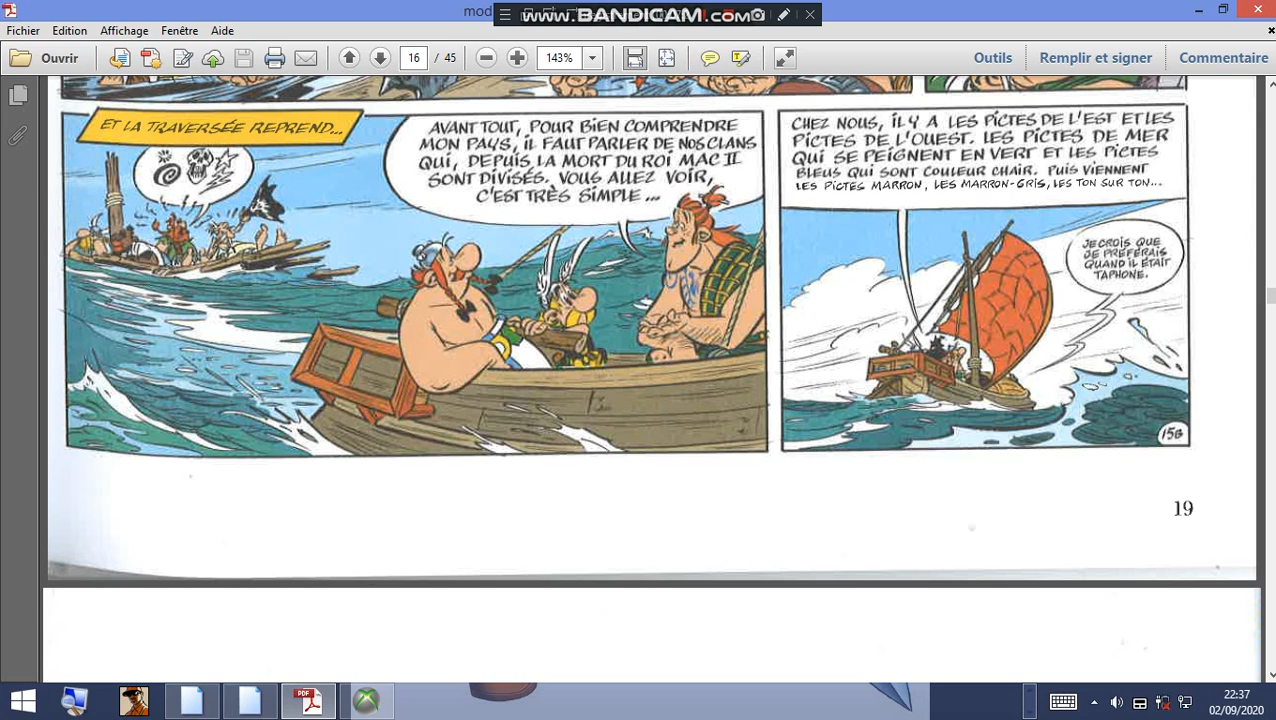 mod
www.BANDICAM.com
Fichier Edition Affichage Fenêtre Aide
Ouvrir
16 / 45
143%
Outils
Remplir et signer
Commentaire
ET LA TRAVERSÉE REPREND...
AVANT TOUT, POUR BIEN COMPRENDRE
MON PAYS, IL FAUT PARLER DE NOS CLANS
QUI, DEPUIS LA MORT DU ROI MAC II
SONT DIVISÉS. VOUS ALLEZ VOIR,
C'EST TRÈS SIMPLE...
CHEZ NOUS, IL Y A LES PICTES DE L'EST ET LES
PICTES DE L'OUEST. LES PICTES DE MER
QUI SE PEIGNENT EN VERT ET LES PICTES
BLEUS QUI SONT COULEUR CHAIR. PUIS VIENNENT
LES PICTES MARRON, LES MARRON-GRIS, LES TON SUR TON...
JE CROIS QUE
JE PRÉFÉRAIS
QUAND IL ÉTAIT
TAPHONE.
15B
19
PDF
22:37
02/09/2020